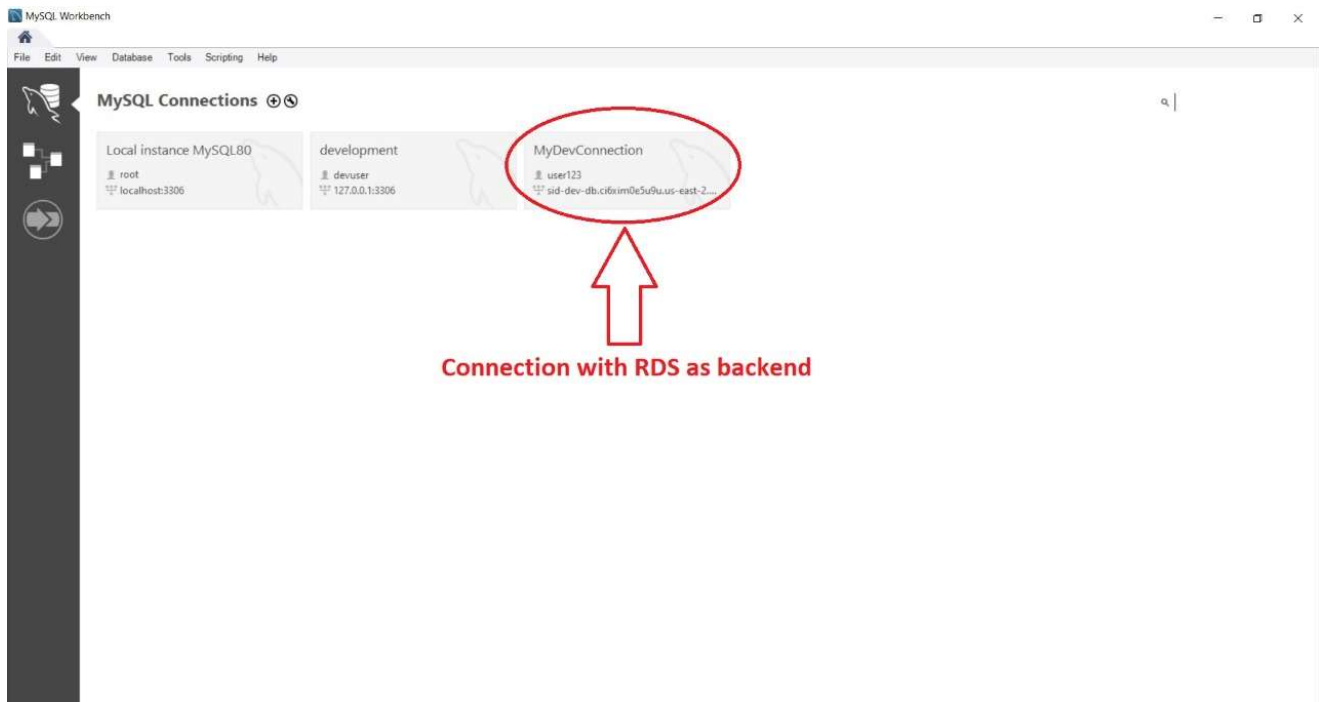 MySQL Workbench
File Edit View Database Tools Scripting Help
MySQL Connections
Local instance MySQL80
root
localhost:3306
development
devuser
127.0.0.1:3306
MyDevConnection
user123
sid-dev-db.ci6xim0e5u9u.us-east-2....
Connection with RDS as backend